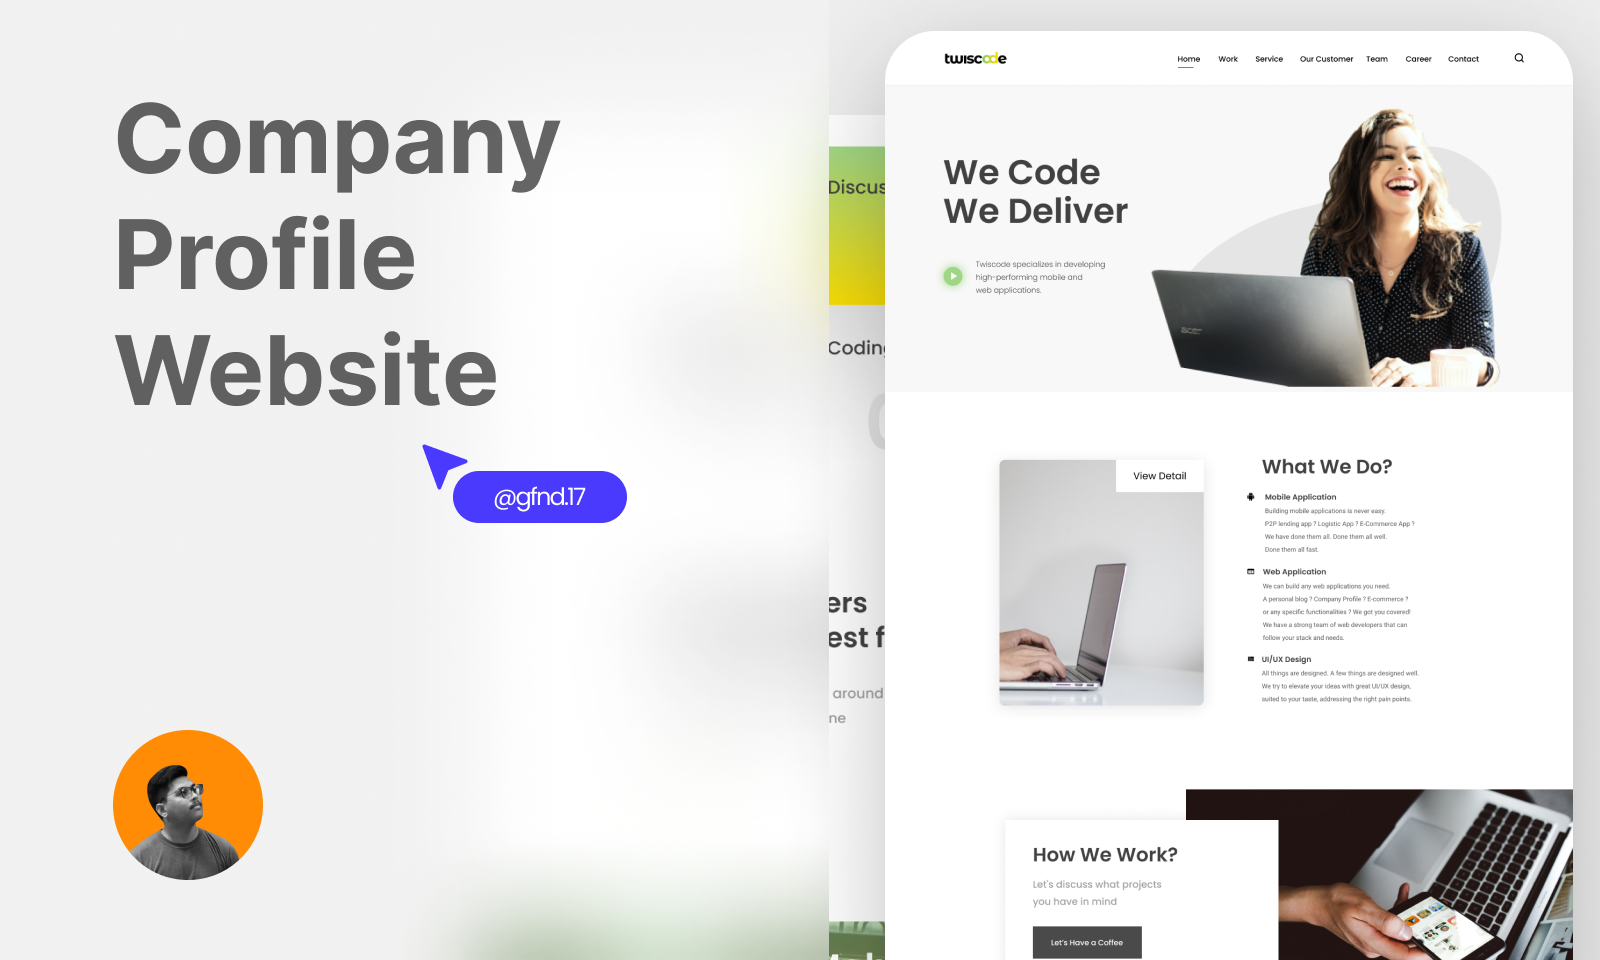 Company
Profile
Website
@gfnd.17
Discus
Coding
ers
est f
around
ne
twiscode
Home Work Service Our Customer Team Career Contact
We Code
We Deliver
Twiscode specializes in developing
high-performing mobile and
web applications.
View Detail
What We Do?
Mobile Application
Building mobile applications is never easy.
P2P lending app ? Logistic App ? E-Commerce App ?
We have done them all. Done them all well.
Done them all fast.
Web Application
We can build any web applications you need.
A personal blog ? Company Profile ? E-commerce ?
or any specific functionalities ? We got you covered!
We have a strong team of web developers that can
follow your stack and needs.
UI/UX Design
All things are designed. A few things are designed well.
We try to elevate your ideas with great UI/UX design,
suited to your taste, addressing the right pain points.
How We Work?
Let's discuss what projects
you have in mind
Let's Have a Coffee